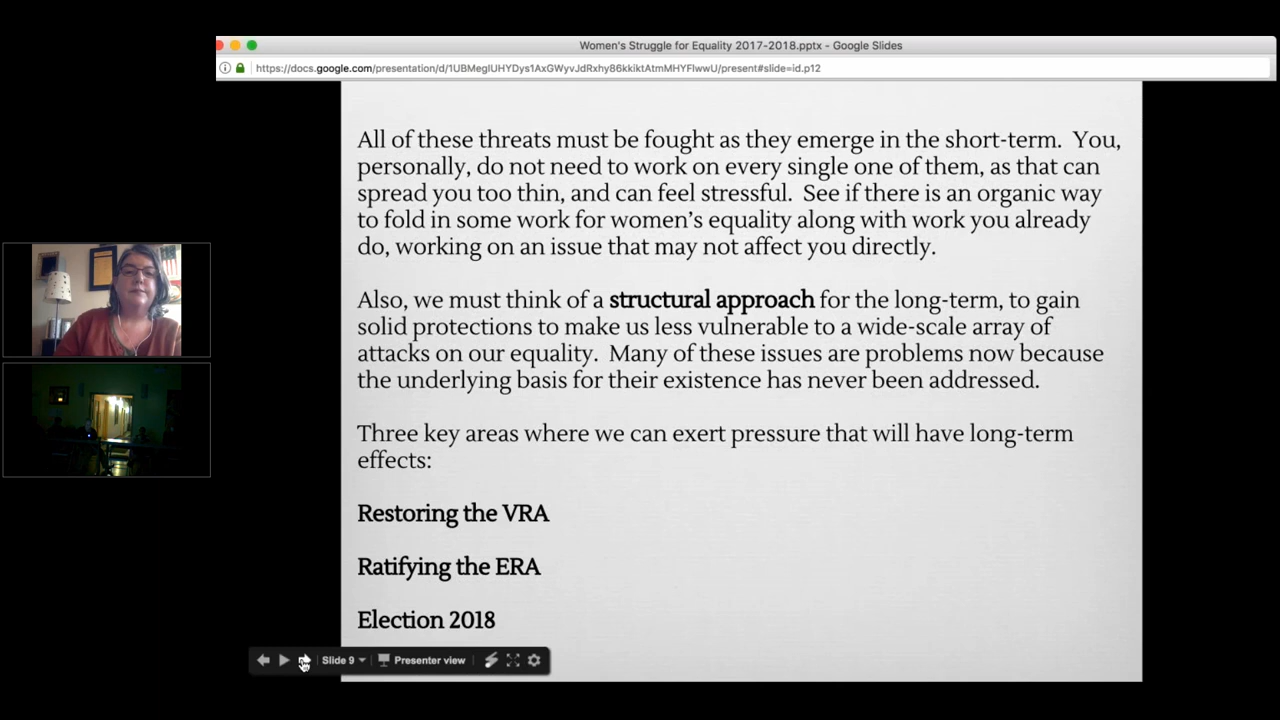 Women's Struggle for Equality 2017-2018.pptx - Google Slides
https://docs.google.com/presentation/d/1UBMegIUHYDys1AxGWyvJdRxhy86kkiktAtmMHYFlwwU/present#slide=id.p12
All of these threats must be fought as they emerge in the short-term.  You,
personally, do not need to work on every single one of them, as that can
spread you too thin, and can feel stressful.  See if there is an organic way
to fold in some work for women’s equality along with work you already
do, working on an issue that may not affect you directly.
Also, we must think of a structural approach for the long-term, to gain
solid protections to make us less vulnerable to a wide-scale array of
attacks on our equality.  Many of these issues are problems now because
the underlying basis for their existence has never been addressed.
Three key areas where we can exert pressure that will have long-term
effects:
Restoring the VRA
Ratifying the ERA
Election 2018
Slide 9 Presenter view